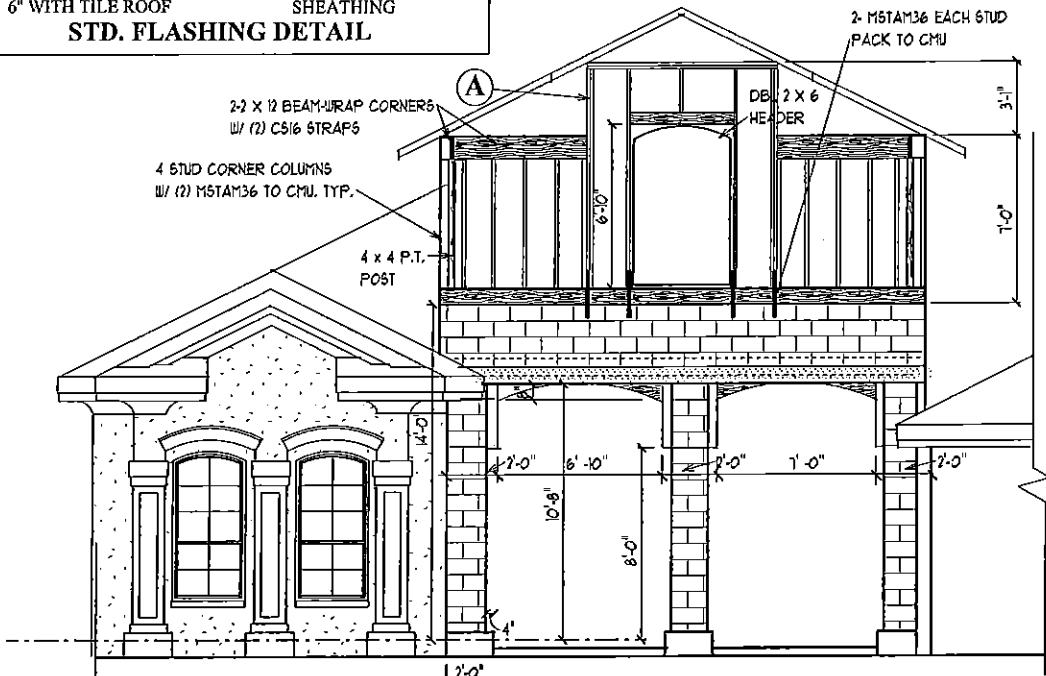 6" WITH TILE ROOF SHEATHING
STD. FLASHING DETAIL
2- MSTAM36 EACH STUD
PACK TO CMU
A
2-2 X 12 BEAM-WRAP CORNERS
W/ (2) CS16 STRAPS
DBL 2 X 6
HEADER
3'-1"
4 STUD CORNER COLUMNS
W/ (2) MSTAM36 TO CMU. TYP.
6'-10"
7'-0"
4 x 4 P.T.
POST
8"
14'-0"
2'-0"
6'-10"
2'-0"
7'-0"
2'-0"
10'-8"
8'-0"
4"
2'-0"